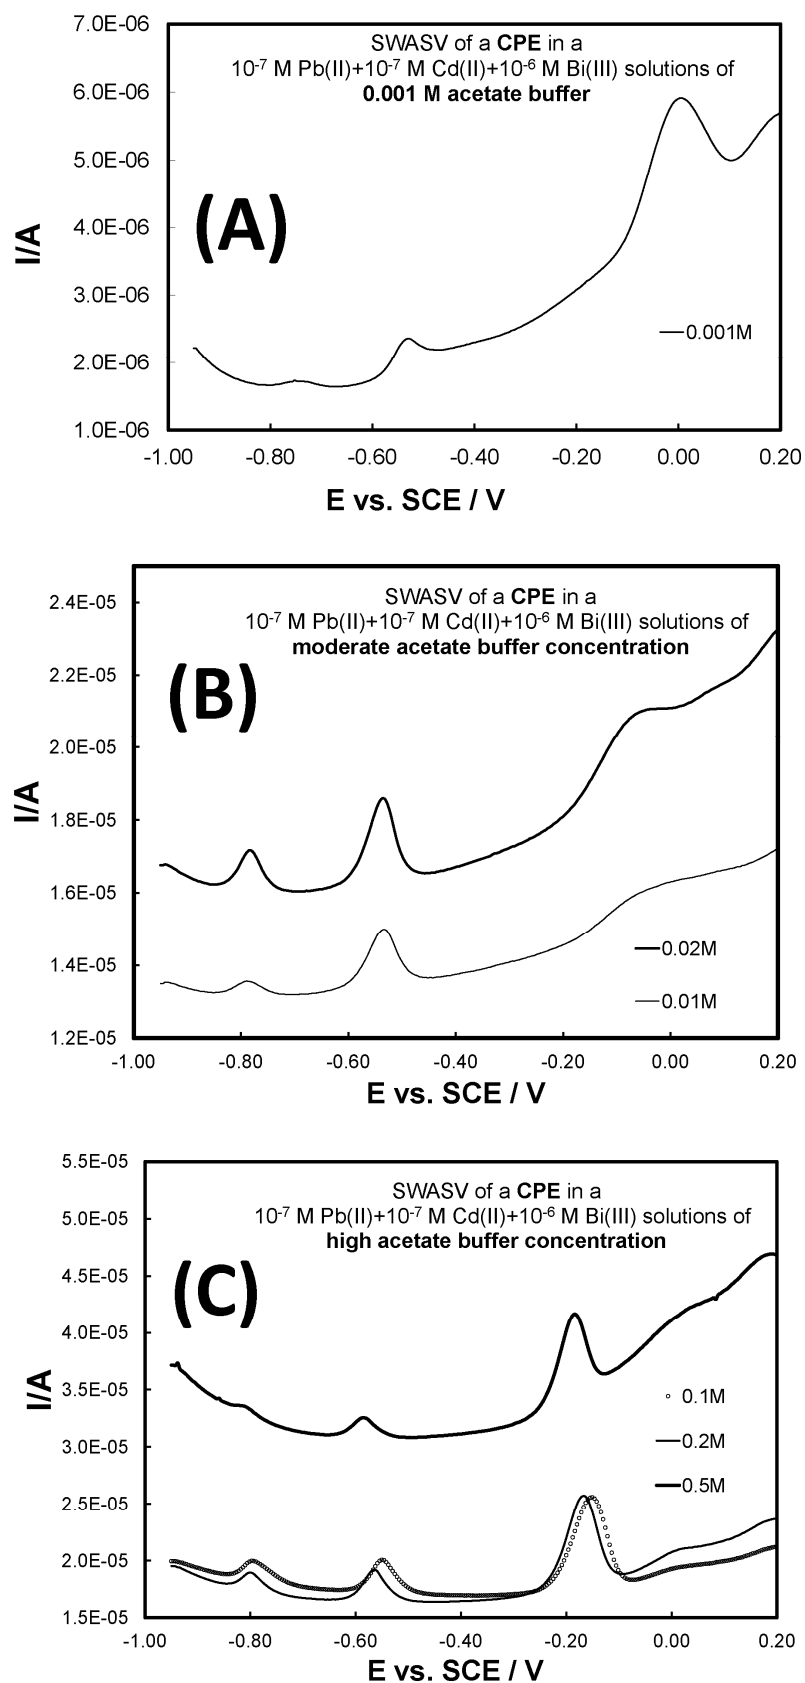 7.0E-06
SWASV of a CPE in a
10-7 M Pb(II)+10-7 M Cd(II)+10-6 M Bi(III) solutions of
0.001 M acetate buffer
6.0E-06
5.0E-06
(A)
4.0E-06
I/A
3.0E-06
0.001M
2.0E-06
1.0E-06
-1.00 -0.80 -0.60 -0.40 -0.20 0.00 0.20
E vs. SCE / V
SWASV of a CPE in a
10-7 M Pb(II)+10-7 M Cd(II)+10-6 M Bi(III) solutions of
moderate acetate buffer concentration
2.4E-05
2.2E-05
(B)
2.0E-05
I/A
1.8E-05
1.6E-05
0.02M
1.4E-05
0.01M
1.2E-05
-1.00 -0.80 -0.60 -0.40 -0.20 0.00 0.20
E vs. SCE / V
5.5E-05
SWASV of a CPE in a
10-7 M Pb(II)+10-7 M Cd(II)+10-6 M Bi(III) solutions of
high acetate buffer concentration
5.0E-05
4.5E-05
(C)
4.0E-05
I/A
3.5E-05
0.1M
3.0E-05
0.2M
0.5M
2.5E-05
2.0E-05
1.5E-05
-1.00 -0.80 -0.60 -0.40 -0.20 0.00 0.20
E vs. SCE / V